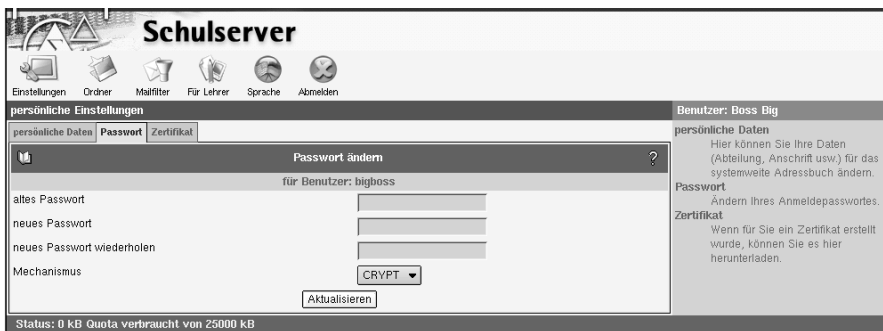 Schulserver
Einstellungen Ordner Mailfilter Für Lehrer Sprache Abmelden
persönliche Einstellungen
persönliche Daten Passwort Zertifikat
Passwort ändern ?
für Benutzer: bigboss
altes Passwort
neues Passwort
neues Passwort wiederholen
Mechanismus CRYPT
Aktualisieren
Benutzer: Boss Big
persönliche Daten
Hier können Sie Ihre Daten
(Abteilung, Anschrift usw.) für das
systemweite Adressbuch ändern.
Passwort
Ändern Ihres Anmeldepasswortes.
Zertifikat
Wenn für Sie ein Zertifikat erstellt
wurde, können Sie es hier
herunterladen.
Status: 0 kB Quota verbraucht von 25000 kB